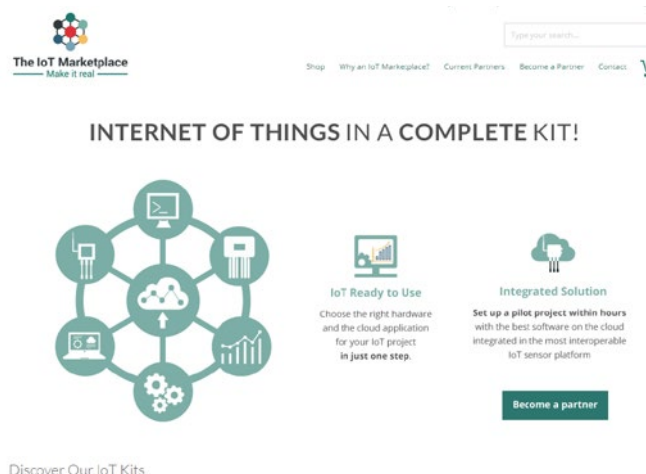 The IoT Marketplace
Make it real
Type your search...
Shop Why an IoT Marketplace? Current Partners Become a Partner Contact
INTERNET OF THINGS IN A COMPLETE KIT!
IoT Ready to Use
Choose the right hardware
and the cloud application
for your IoT project
in just one step.
Integrated Solution
Set up a pilot project within hours
with the best software on the cloud
integrated in the most interoperable
IoT sensor platform
Become a partner
Discover Our IoT Kits